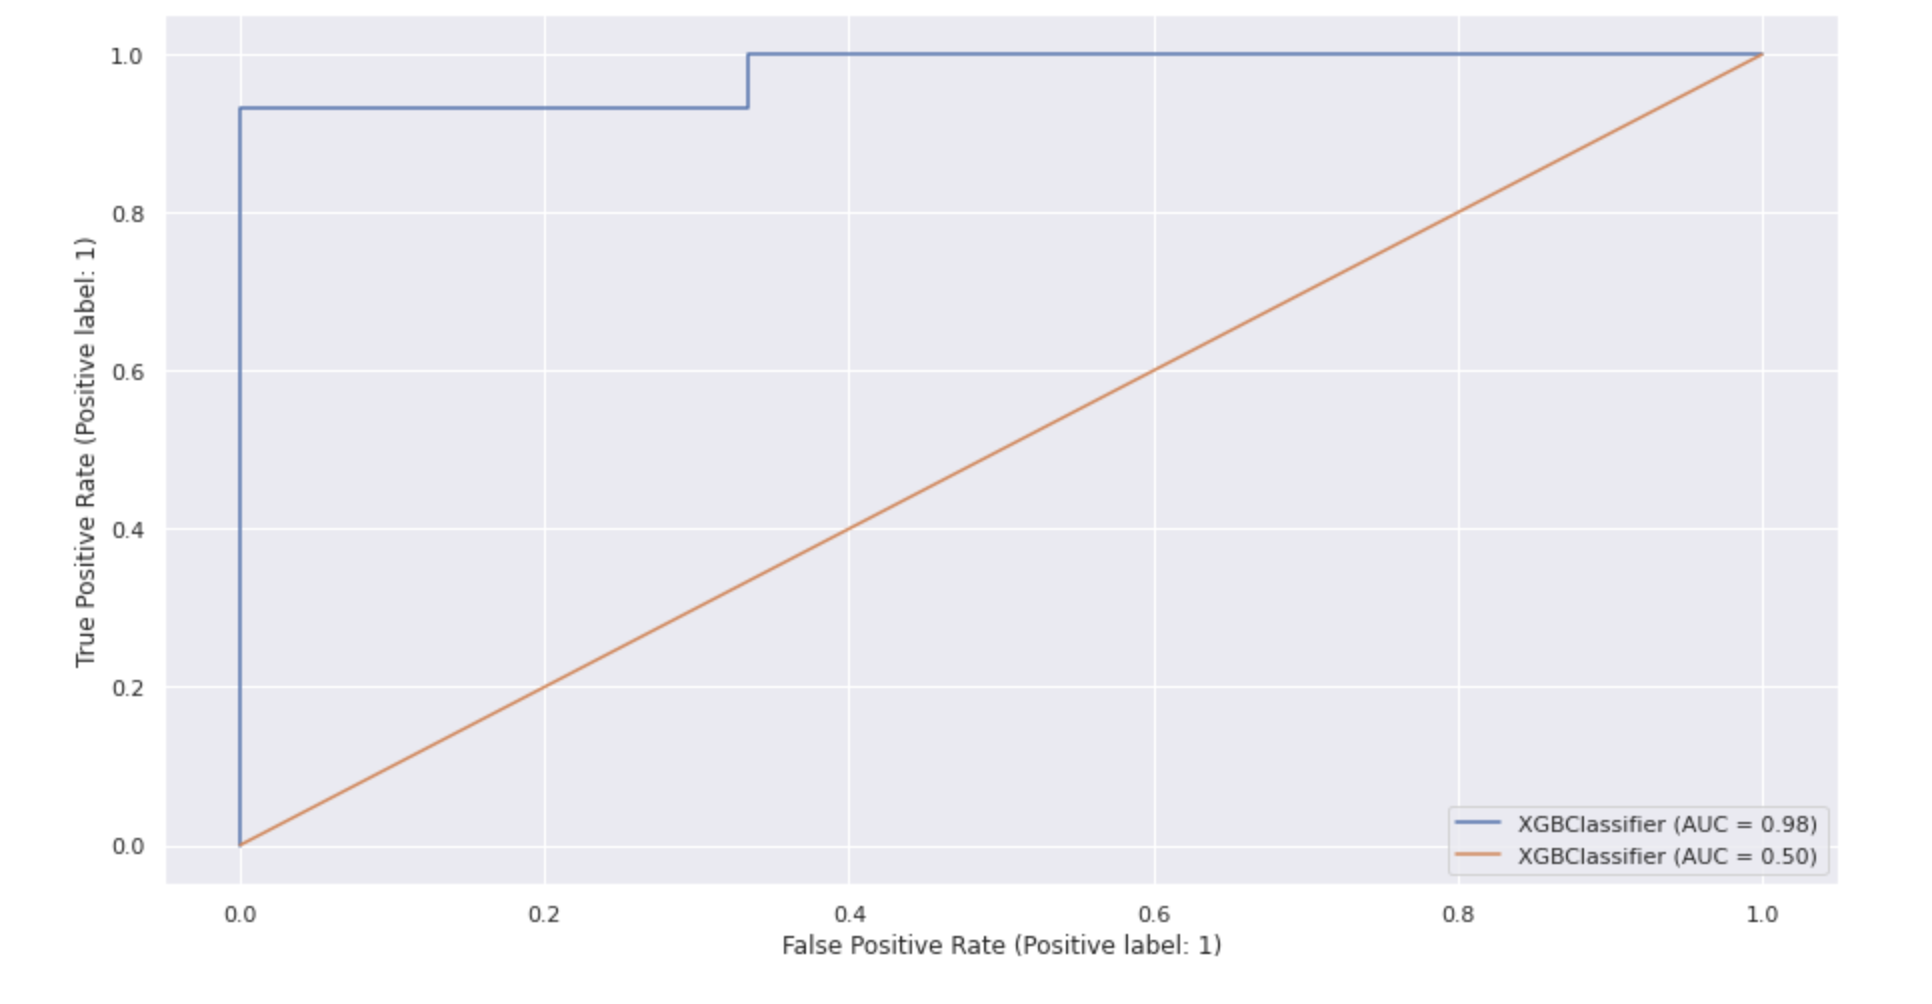 1.0
0.8
0.6
0.4
0.2
0.0
True Positive Rate (Positive label: 1)
0.0 0.2 0.4 0.6 0.8 1.0
False Positive Rate (Positive label: 1)
XGBClassifier (AUC = 0.98)
XGBClassifier (AUC = 0.50)